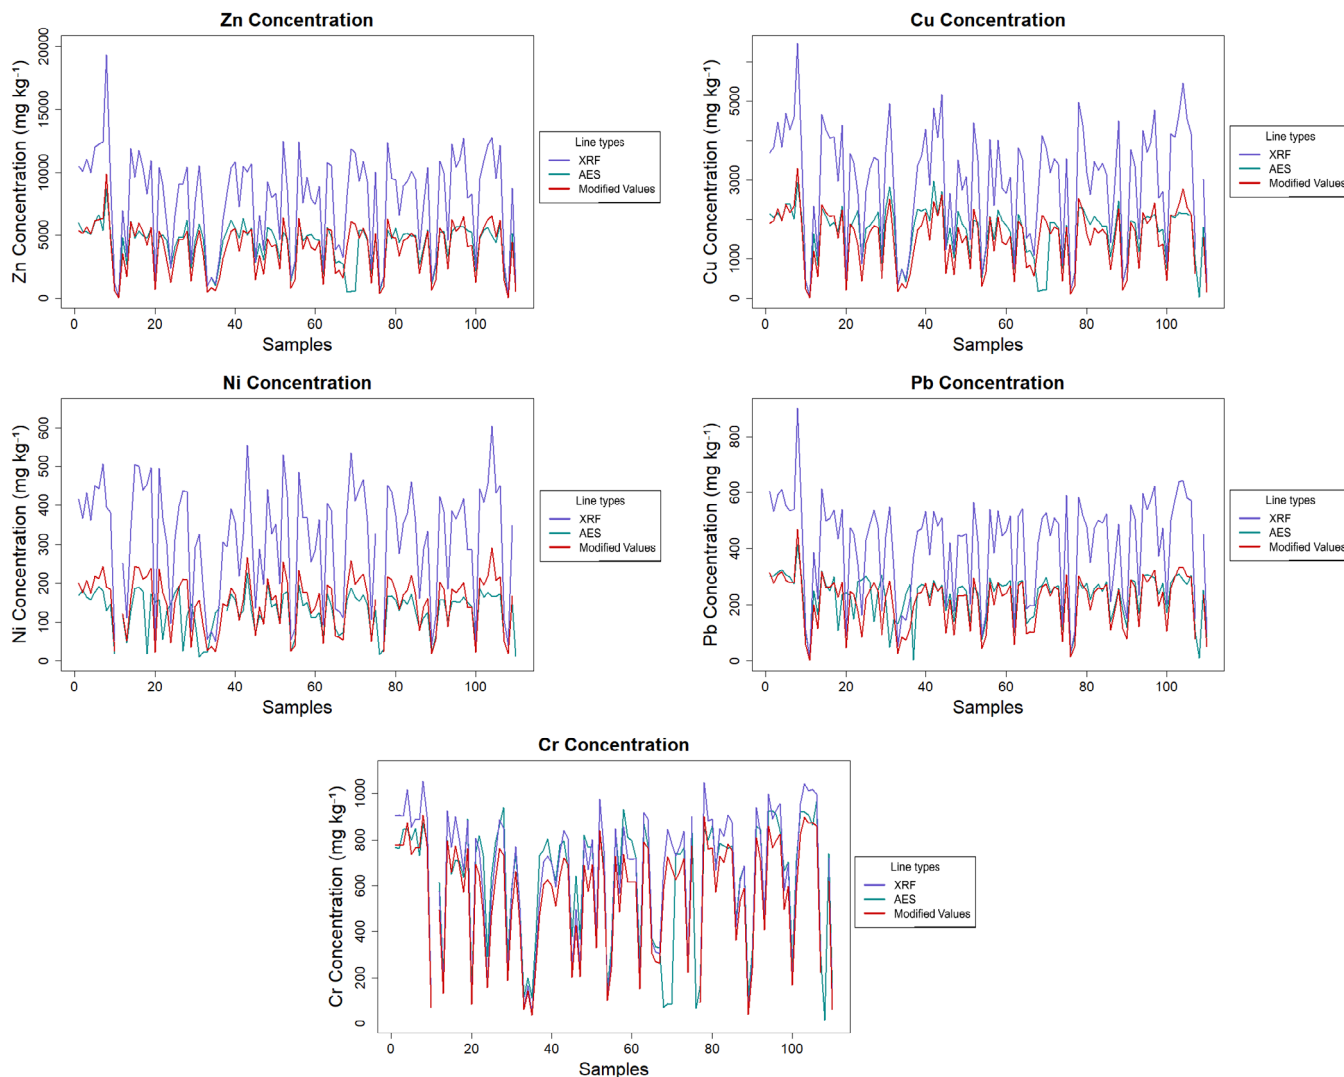 Zn Concentration
Zn Concentration (mg kg⁻¹)
20000
15000
10000
5000
0
0 20 40 60 80 100
Samples
Line types
XRF
AES
Modified Values
Cu Concentration
Cu Concentration (mg kg⁻¹)
5000
3000
1000
0
0 20 40 60 80 100
Samples
Line types
XRF
AES
Modified Values
Ni Concentration
Ni Concentration (mg kg⁻¹)
600
500
400
300
200
100
0
0 20 40 60 80 100
Samples
Line types
XRF
AES
Modified Values
Pb Concentration
Pb Concentration (mg kg⁻¹)
800
600
400
200
0
0 20 40 60 80 100
Samples
Line types
XRF
AES
Modified Values
Cr Concentration
Cr Concentration (mg kg⁻¹)
1000
800
600
400
200
0
0 20 40 60 80 100
Samples
Line types
XRF
AES
Modified Values